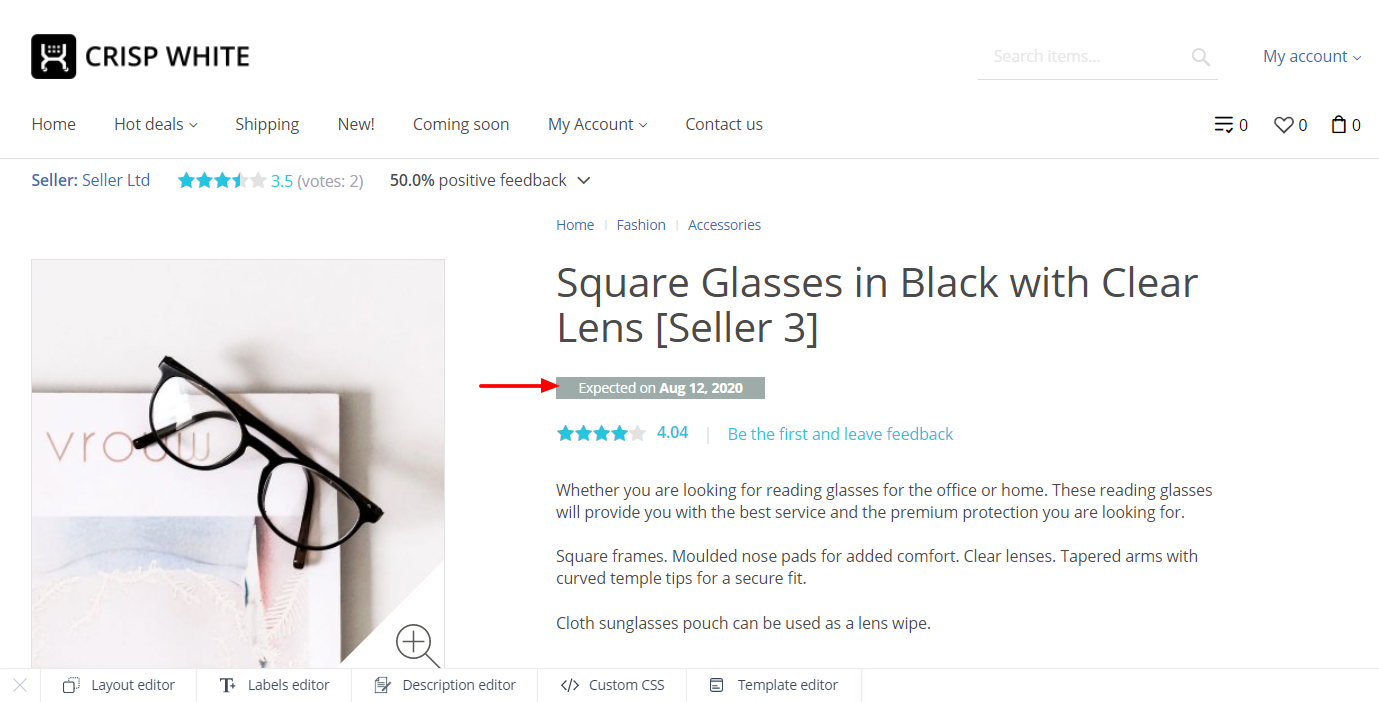 CRISP WHITE
Search items...
My account
Home
Hot deals
Shipping
New!
Coming soon
My Account
Contact us
0
0
0
Seller: Seller Ltd
3.5 (votes: 2)
50.0% positive feedback
Home
Fashion
Accessories
Square Glasses in Black with Clear
Lens [Seller 3]
Expected on Aug 12, 2020
4.04
Be the first and leave feedback
vrouw
Whether you are looking for reading glasses for the office or home. These reading glasses
will provide you with the best service and the premium protection you are looking for.
Square frames. Moulded nose pads for added comfort. Clear lenses. Tapered arms with
curved temple tips for a secure fit.
Cloth sunglasses pouch can be used as a lens wipe.
Layout editor
Labels editor
Description editor
Custom CSS
Template editor